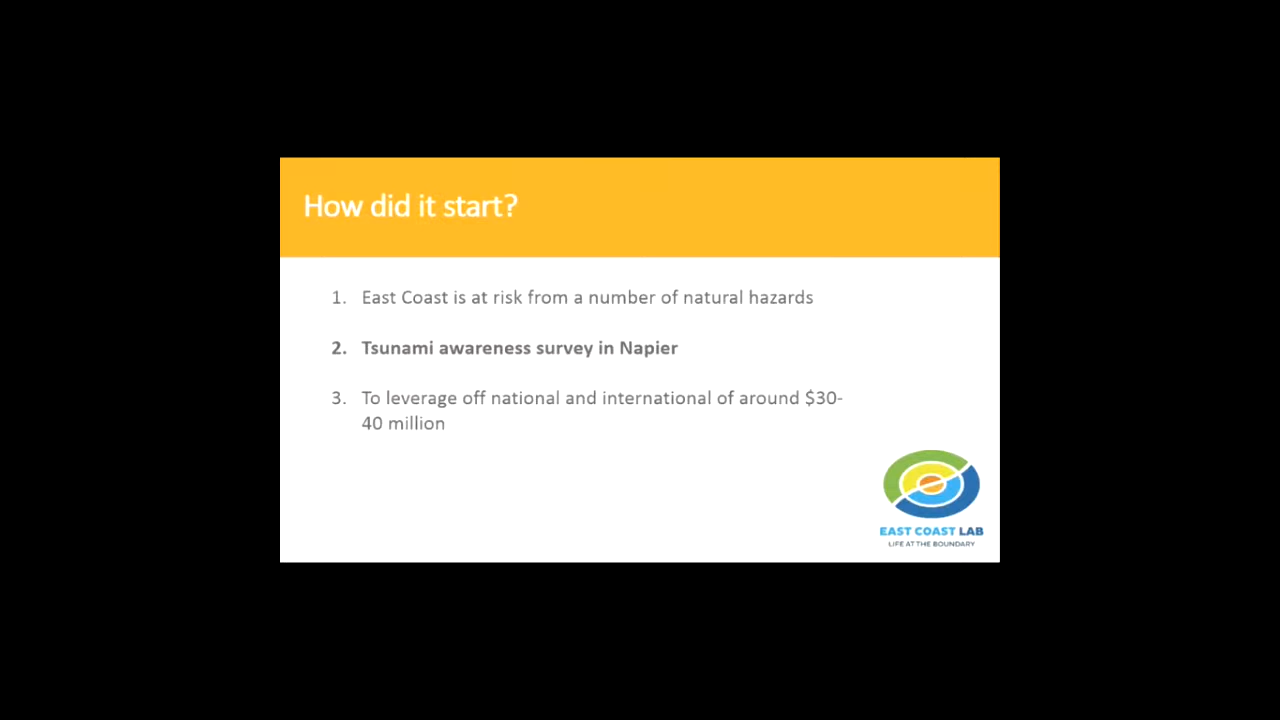 How did it start?
1. East Coast is at risk from a number of natural hazards
2. Tsunami awareness survey in Napier
3. To leverage off national and international of around $30-
40 million
EAST COAST LAB
LIFE AT THE BOUNDARY